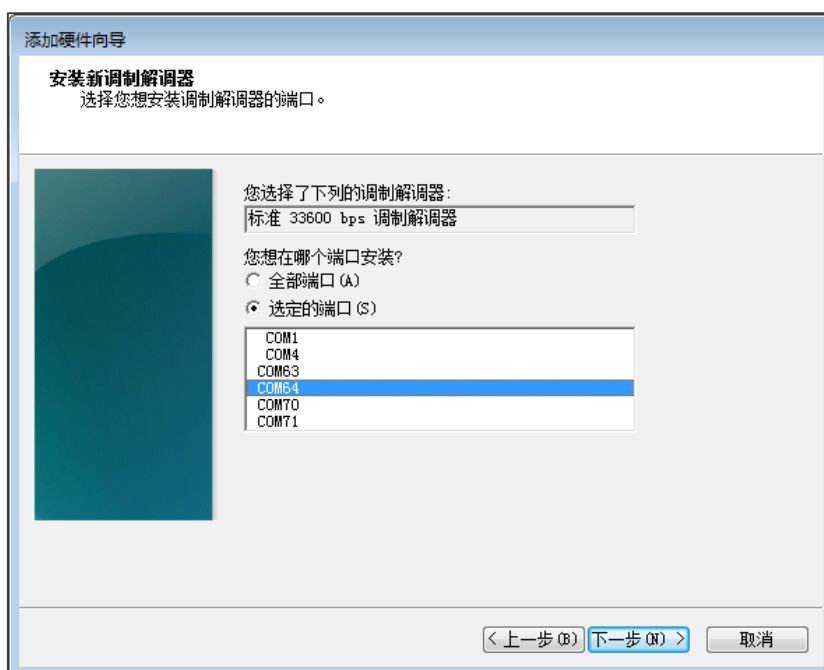 添加硬件向导
安装新调制解调器
选择您想安装调制解调器的端口。
您选择了下列的调制解调器:
标准 33600 bps 调制解调器
您想在哪个端口安装?
全部端口(A)
选定的端口(S)
COM1
COM4
COM63
COM64
COM70
COM71
< 上一步(B) 下一步(N) > 取消